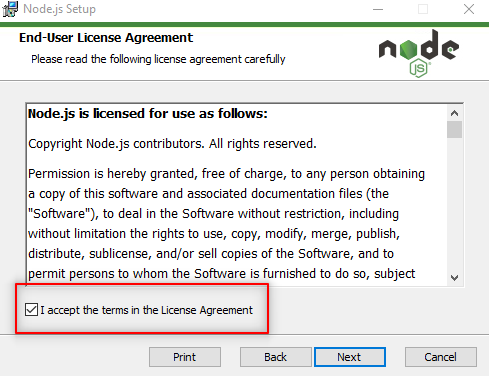 Node.js Setup
End-User License Agreement
Please read the following license agreement carefully
node
JS
Node.js is licensed for use as follows:
Copyright Node.js contributors. All rights reserved.
Permission is hereby granted, free of charge, to any person obtaining
a copy of this software and associated documentation files (the
"Software"), to deal in the Software without restriction, including
without limitation the rights to use, copy, modify, merge, publish,
distribute, sublicense, and/or sell copies of the Software, and to
permit persons to whom the Software is furnished to do so, subject
I accept the terms in the License Agreement
Print Back Next Cancel